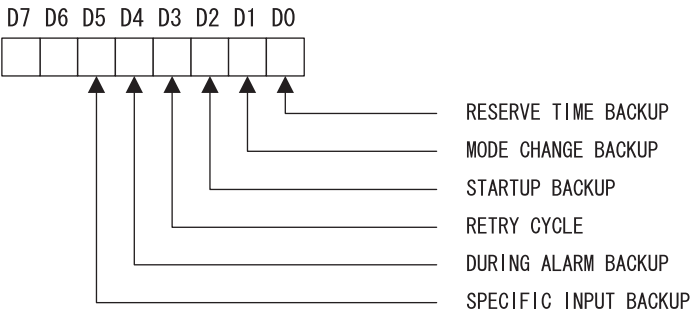 D7 D6 D5 D4 D3 D2 D1 D0
RESERVE TIME BACKUP
MODE CHANGE BACKUP
STARTUP BACKUP
RETRY CYCLE
DURING ALARM BACKUP
SPECIFIC INPUT BACKUP